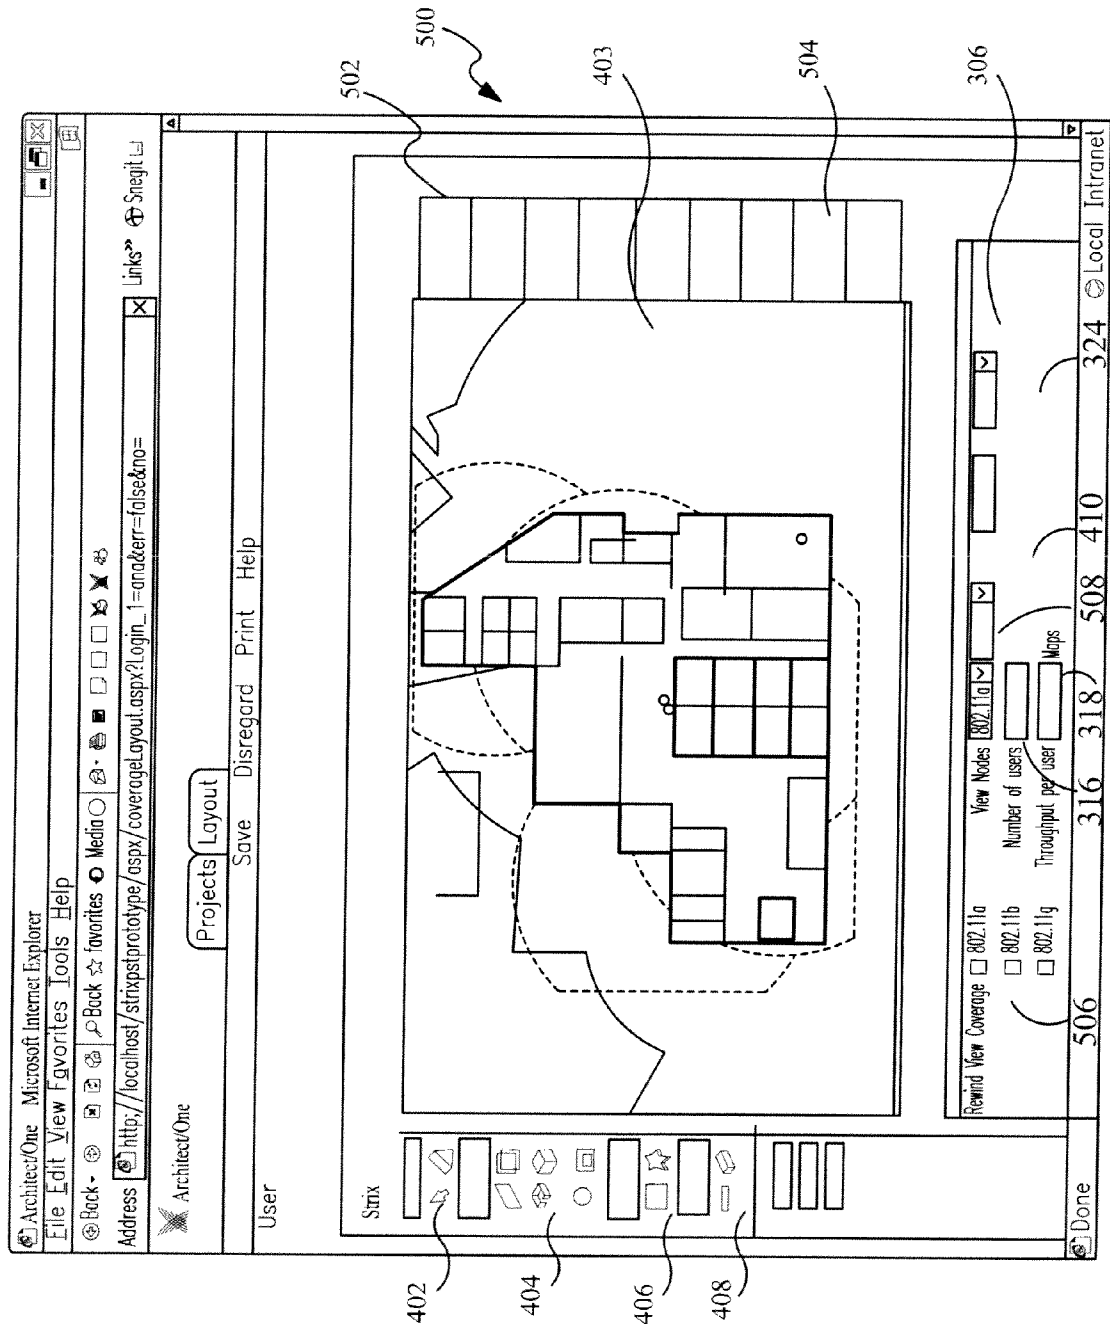 Architect/One Microsoft Internet Explorer
File Edit View Favorites Tools Help
Back Back favorites Media
Address http;//localhost/strixpstprototype/aspx/coverageLayout.aspx?Login_1=ana&err=false&no= Links>> Snegit
Architect/One
Projects Layout
Save Disregard Print Help
User
Strix
502
500
403
504
306
402
404
406
408
Rewind View Coverage 802.11a View Nodes 802.11a
802.11b Number of users
802.11g Throughput per user Maps
506
316
318
508
410
324
Done Local Intranet